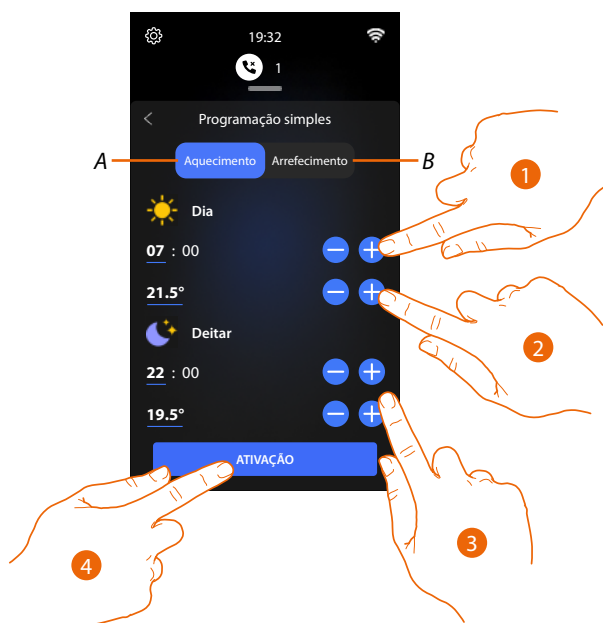 19:32
1
Programação simples
A
Aquecimento
Arrefecimento
B
1
Dia
07 : 00
21.5°
2
Deitar
22 : 00
19.5°
ATIVAÇÃO
3
4